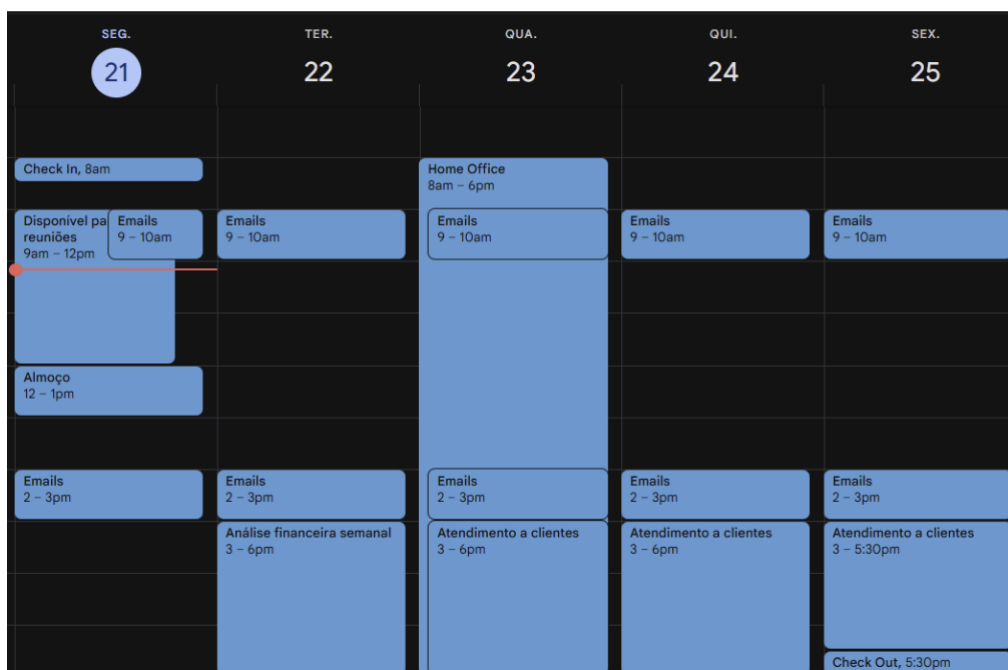 SEG.
21
TER.
22
QUA.
23
QUI.
24
SEX.
25
Check In, 8am
Disponível pa
reuniões
9am – 12pm
Emails
9 – 10am
Almoço
12 – 1pm
Emails
2 – 3pm
Emails
9 – 10am
Emails
2 – 3pm
Análise financeira semanal
3 – 6pm
Home Office
8am – 6pm
Emails
9 – 10am
Emails
2 – 3pm
Atendimento a clientes
3 – 6pm
Emails
9 – 10am
Emails
2 – 3pm
Atendimento a clientes
3 – 6pm
Emails
9 – 10am
Emails
2 – 3pm
Atendimento a clientes
3 – 5:30pm
Check Out, 5:30pm